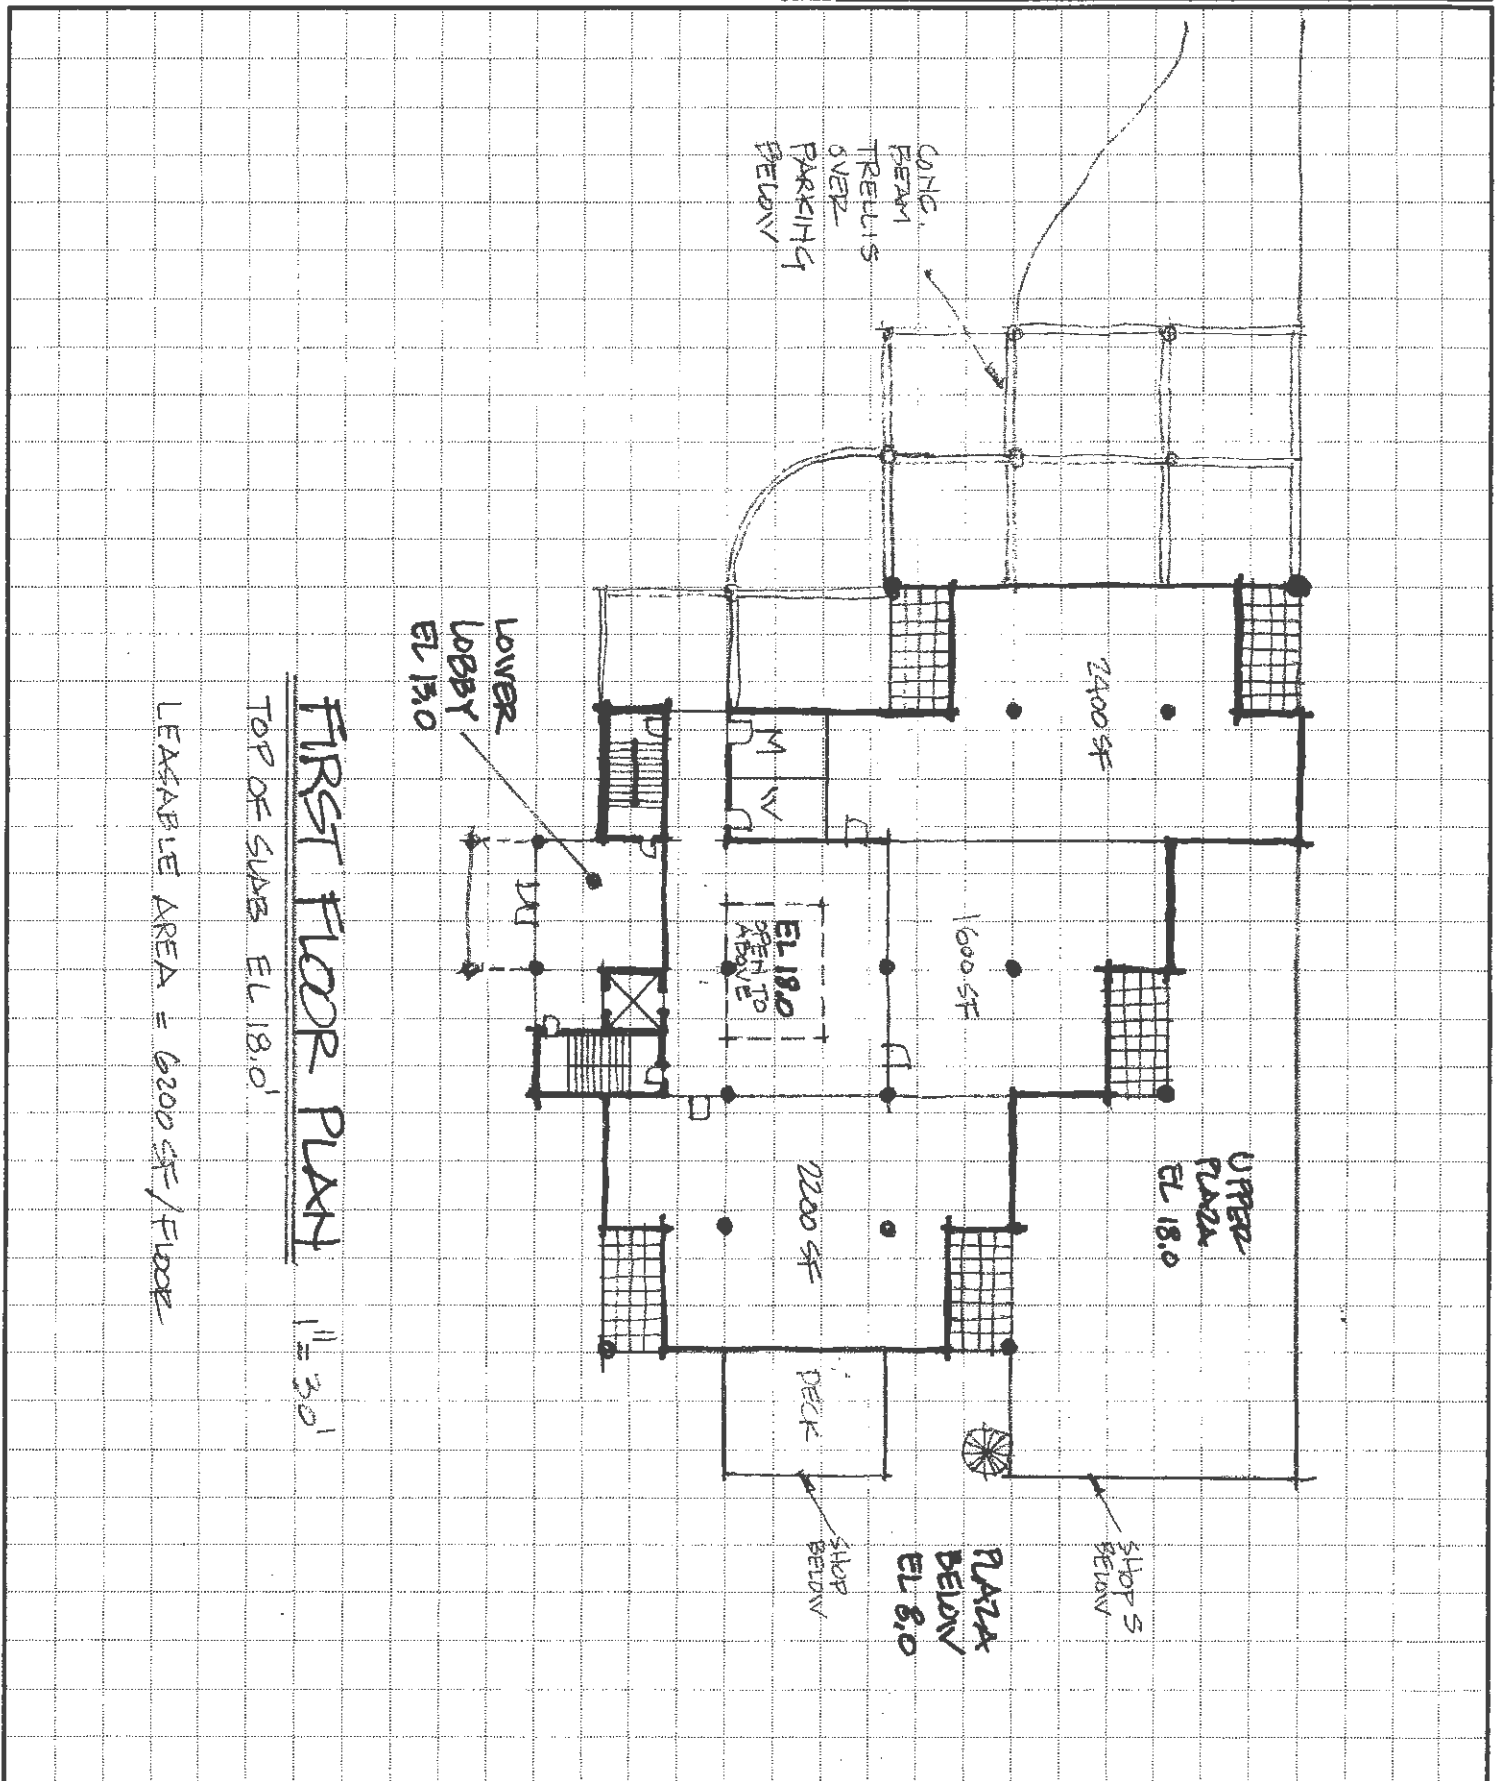 CONC.
BEAM
TRELLIS
OVER
PARKING
BELOW
2400 SF
M
W
LOWER
LOBBY
EL 13.0
1600 SF
EL 18.0
OPEN TO
ABOVE
UPPER
PLAZA
EL 18.0
2200 SF
DECK
SHOPS
BELOW
SHOP
BELOW
PLAZA
BELOW
EL 8.0
FIRST FLOOR PLAN 1"=30'
TOP OF SLAB EL 18.0'
LEASABLE AREA = 6200 SF/FLOOR